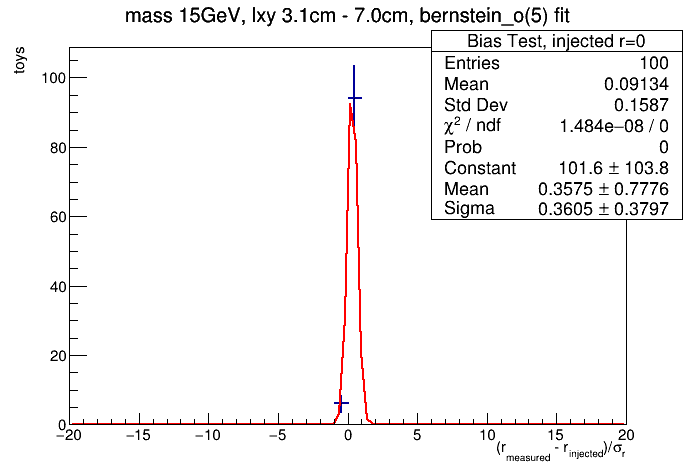 mass 15GeV, lxy 3.1cm - 7.0cm, bernstein_o(5) fit
toys
Bias Test, injected r=0
Entries 100
Mean 0.09134
Std Dev 0.1587
χ² / ndf 1.484e−08 / 0
Prob 0
Constant 101.6 ± 103.8
Mean 0.3575 ± 0.7776
Sigma 0.3605 ± 0.3797
100
80
60
40
20
0
−20 −15 −10 −5 0 5 10 15 20
(r_measured - r_injected)/σ_r